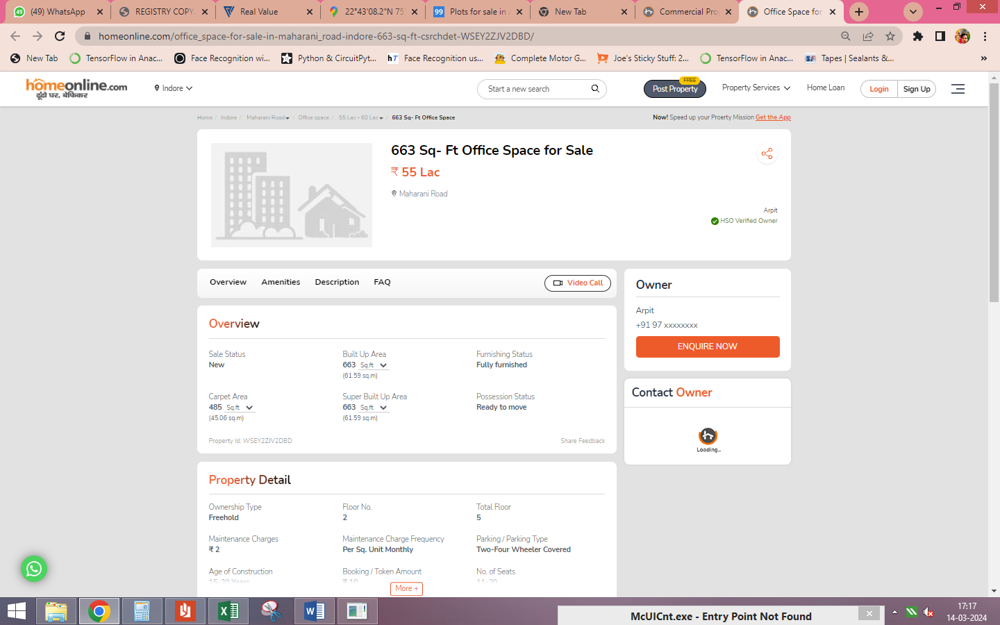 (49) WhatsApp
REGISTRY COPY
Real Value
22°43'08.2"N 75
Plots for sale in
New Tab
Commercial Pro
Office Space for
homeonline.com/office_space-for-sale-in-maharani_road-indore-663-sq-ft-csrchdet-WSEY2ZJV2DBD/
New Tab
TensorFlow in Anac...
Face Recognition wi...
Python & CircuitPyt...
hT Face Recognition us...
Complete Motor G...
Joe's Sticky Stuff: 2...
TensorFlow in Anac...
Tapes | Sealants &...
»
homeonline.com
ढूंढो घर, बेफिकर
Indore
Start a new search
FREE
Post Property
Property Services
Home Loan
Login
Sign Up
Home / Indore / Maharani Road / Office space / 55 Lac - 60 Lac / 663 Sq- Ft Office Space
Now! Speed up your Proerty Mission Get the App
663 Sq- Ft Office Space for Sale
₹ 55 Lac
Maharani Road
Arpit
HSO Verified Owner
Overview Amenities Description FAQ
Video Call
Overview
Sale Status
New
Built Up Area
663 Sq.ft
(61.59 sq.m)
Furnishing Status
Fully furnished
Carpet Area
485 Sq.ft
(45.06 sq.m)
Super Built Up Area
663 Sq.ft
(61.59 sq.m)
Possession Status
Ready to move
Property Id: WSEY2ZJV2DBD
Share Feedback
Owner
Arpit
+91 97 xxxxxxxx
ENQUIRE NOW
Contact Owner
Loading..
Property Detail
Ownership Type
Freehold
Floor No.
2
Total Floor
5
Maintenance Charges
₹ 2
Maintenance Charge Frequency
Per Sq. Unit Monthly
Parking / Parking Type
Two-Four Wheeler Covered
Age of Construction
15-20 Years
Booking / Token Amount
₹ 10
No. of Seats
11-20
More +
McUICnt.exe - Entry Point Not Found
17:17
14-03-2024